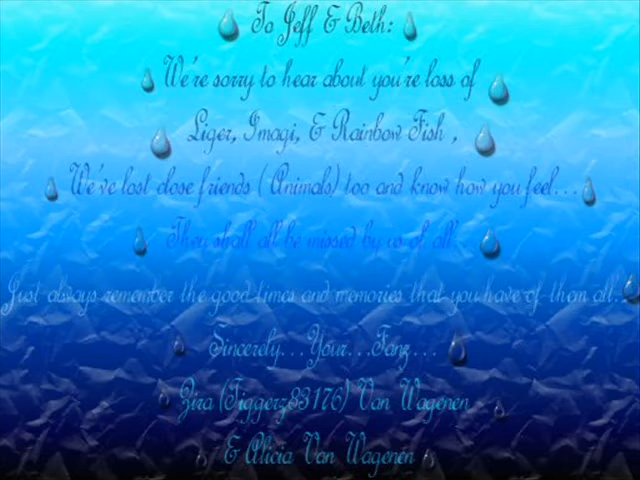 To Jeff & Beth:
We're sorry to hear about you're loss of
Liger, Imagi, & Rainbow Fish ,
We've lost close friends ( Animals) too and know how you feel...
They shall all be missed by us of all ..
Just always remember the good times and memories that you have of them all..
Sincerely...Your...Fanz...
Zira (Tiggerz33176) Van Wagenen
& Alicia Van Wagenen